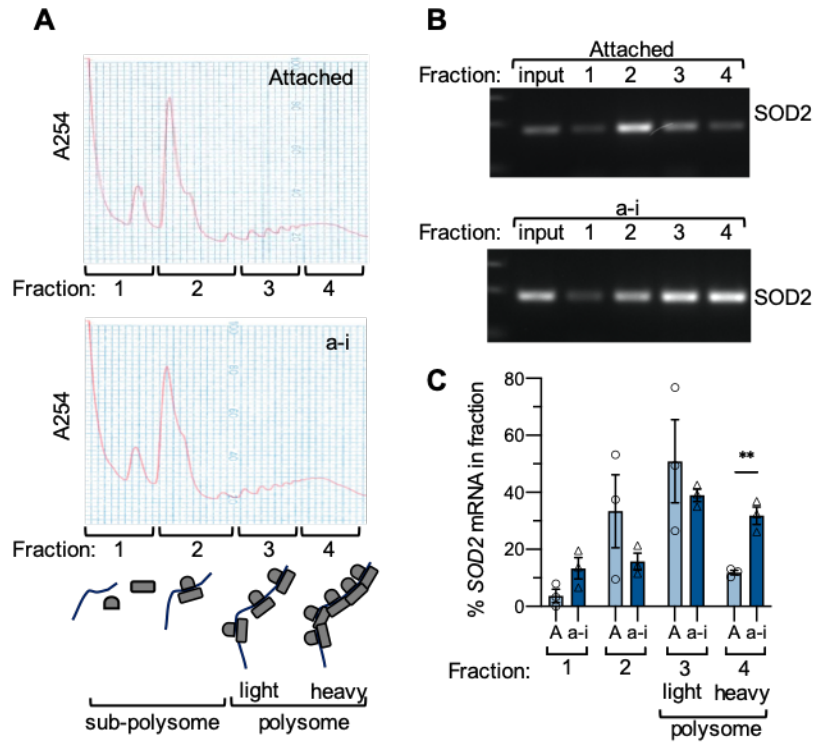 A
Attached
A254
Fraction: 1 2 3 4
a-i
A254
Fraction: 1 2 3 4
light heavy
sub-polysome polysome
B
Attached
Fraction: input 1 2 3 4
SOD2
a-i
Fraction: input 1 2 3 4
SOD2
C
% SOD2 mRNA in fraction
80
60
40
20
0
**
A a-i A a-i A a-i A a-i
Fraction: 1 2 3 4
light heavy
polysome